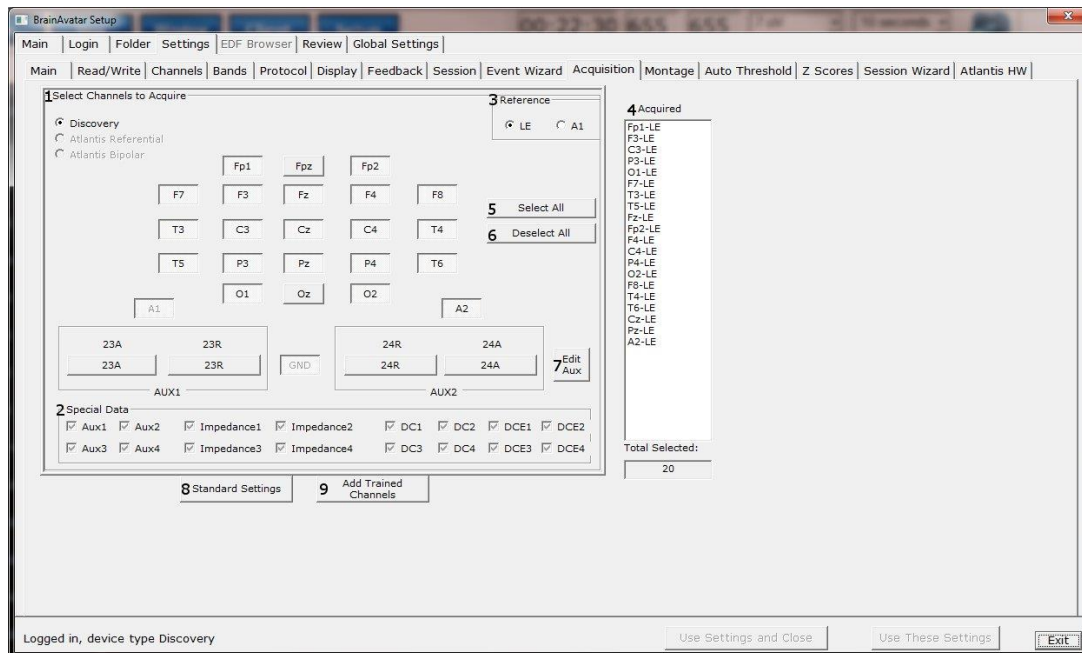 BrainAvatar Setup
Main Login Folder Settings EDF Browser Review Global Settings
Main Read/Write Channels Bands Protocol Display Feedback Session Event Wizard Acquisition Montage Auto Threshold Z Scores Session Wizard Atlantis HW
1 Select Channels to Acquire
Discovery
Atlantis Referential
Atlantis Bipolar
3 Reference
LE A1
Fp1 Fpz Fp2
F7 F3 Fz F4 F8
T3 C3 Cz C4 T4
T5 P3 Pz P4 T6
O1 Oz O2
A1 A2
5 Select All
6 Deselect All
23A 23R 24R 24A
23A 23R GND 24R 24A
AUX1 AUX2
7 Edit
Aux
2 Special Data
Aux1 Aux2 Impedance1 Impedance2 DC1 DC2 DCE1 DCE2
Aux3 Aux4 Impedance3 Impedance4 DC3 DC4 DCE3 DCE4
8 Standard Settings
9 Add Trained
Channels
4 Acquired
Fp1-LE
F3-LE
C3-LE
P3-LE
O1-LE
F7-LE
T3-LE
T5-LE
Fz-LE
Fp2-LE
F4-LE
C4-LE
P4-LE
O2-LE
F8-LE
T4-LE
T6-LE
Cz-LE
Pz-LE
A2-LE
Total Selected:
20
Logged in, device type Discovery
Use Settings and Close Use These Settings Exit